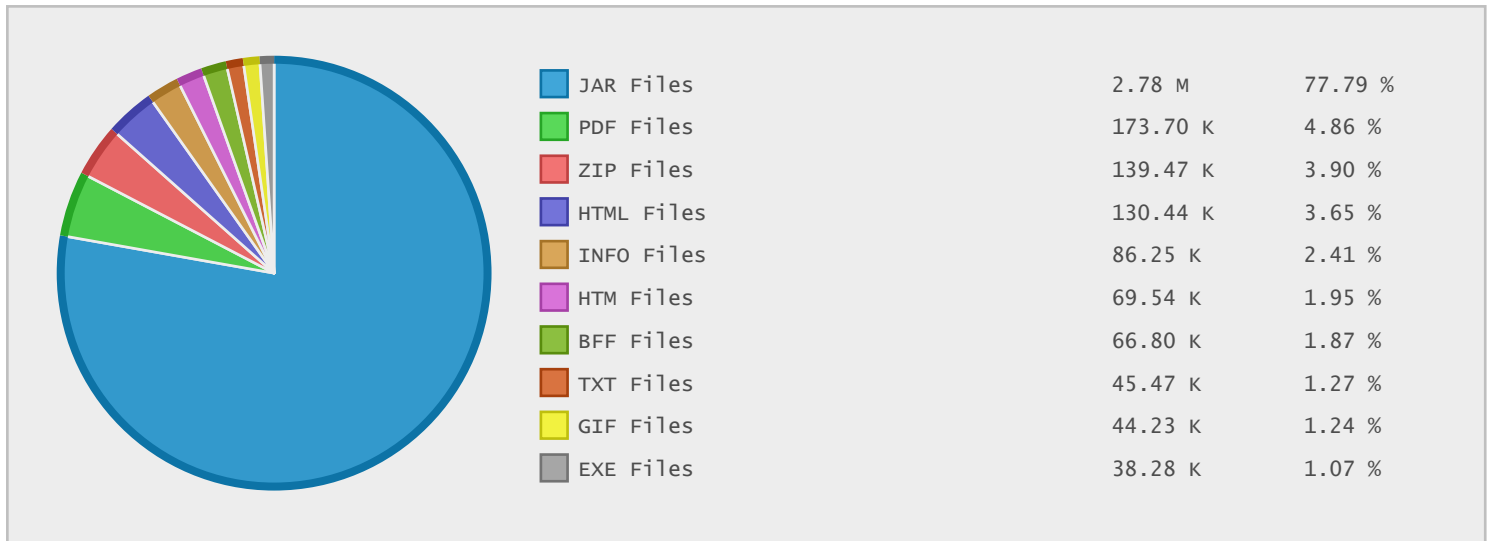 JAR Files 2.78 M 77.79 %
PDF Files 173.70 K 4.86 %
ZIP Files 139.47 K 3.90 %
HTML Files 130.44 K 3.65 %
INFO Files 86.25 K 2.41 %
HTM Files 69.54 K 1.95 %
BFF Files 66.80 K 1.87 %
TXT Files 45.47 K 1.27 %
GIF Files 44.23 K 1.24 %
EXE Files 38.28 K 1.07 %